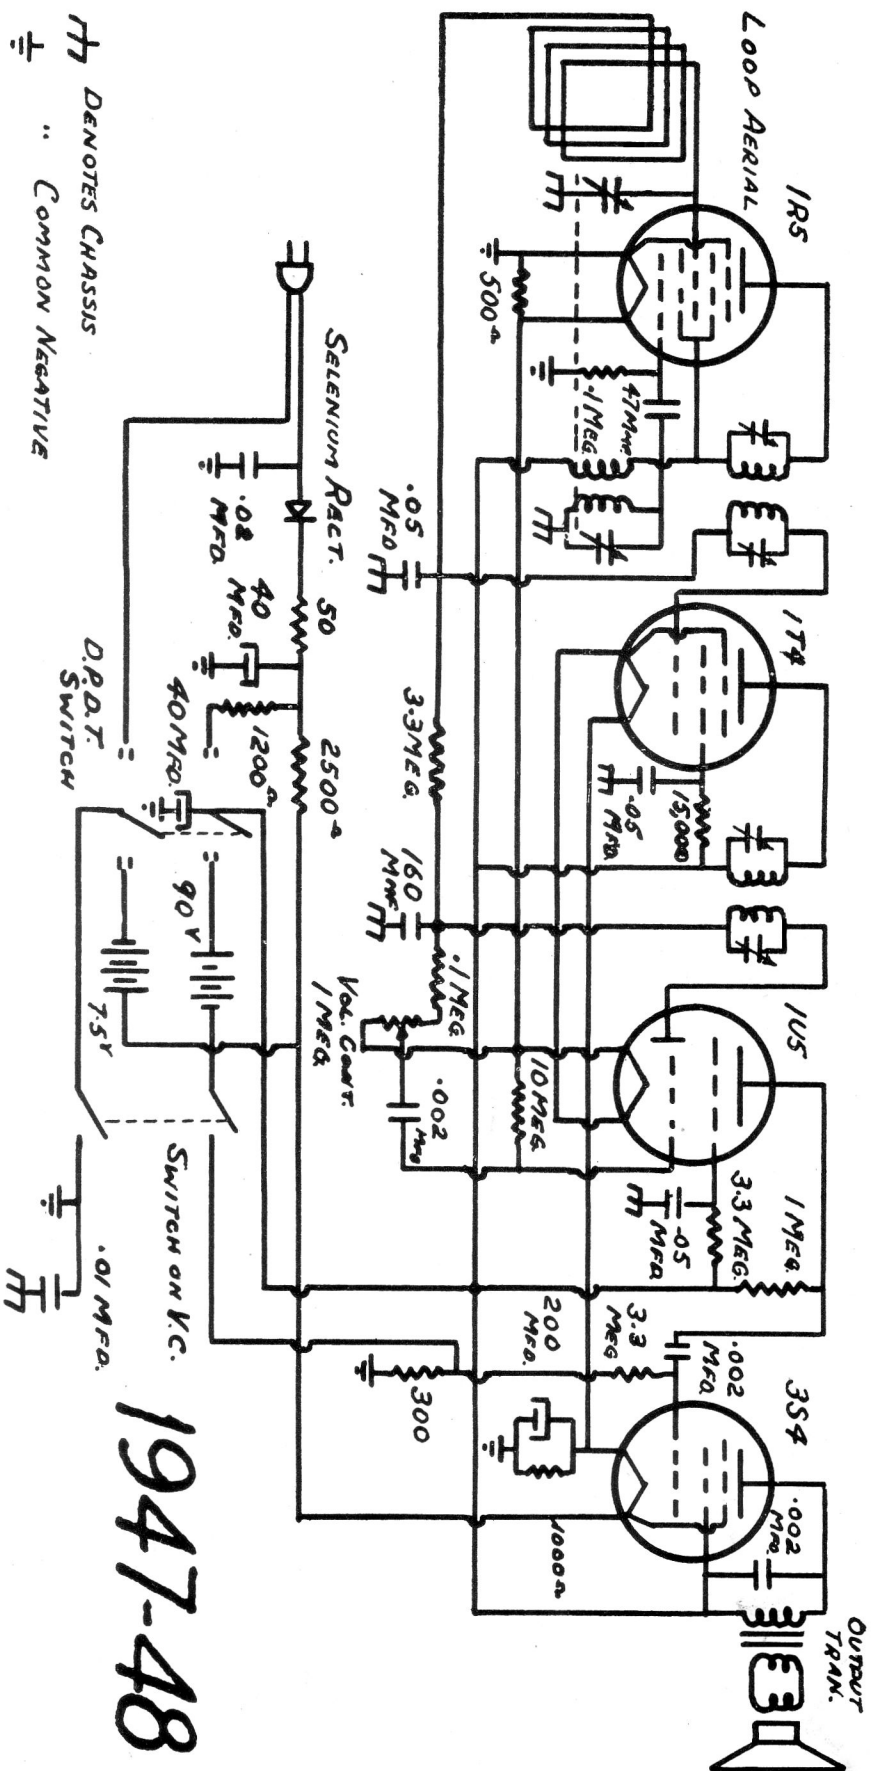 LOOP AERIAL
1R5
1T4
1U5
3S4
OUTPUT
TRAN.
.002
MFD.
500Ω
.1MEG.
47MMF.
.05
MFD.
3.3MEG.
15,000
.05
MFD.
160
MMF
.1MEG.
VOL. CONT.
1MEG.
.002
MFD
10MEG.
3.3MEG.
.05
MFD.
1MEG.
.002
MFD.
3.3
MEG
200
MFD.
300
1000Ω
SELENIUM RECT.
.02
MFD.
50
40
MFD.
1200Ω
2500Ω
40MFD.
D.P.D.T.
SWITCH
90V
7.5V
SWITCH ON V.C.
.01 MFD.
DENOTES CHASSIS
" COMMON NEGATIVE
1947-48